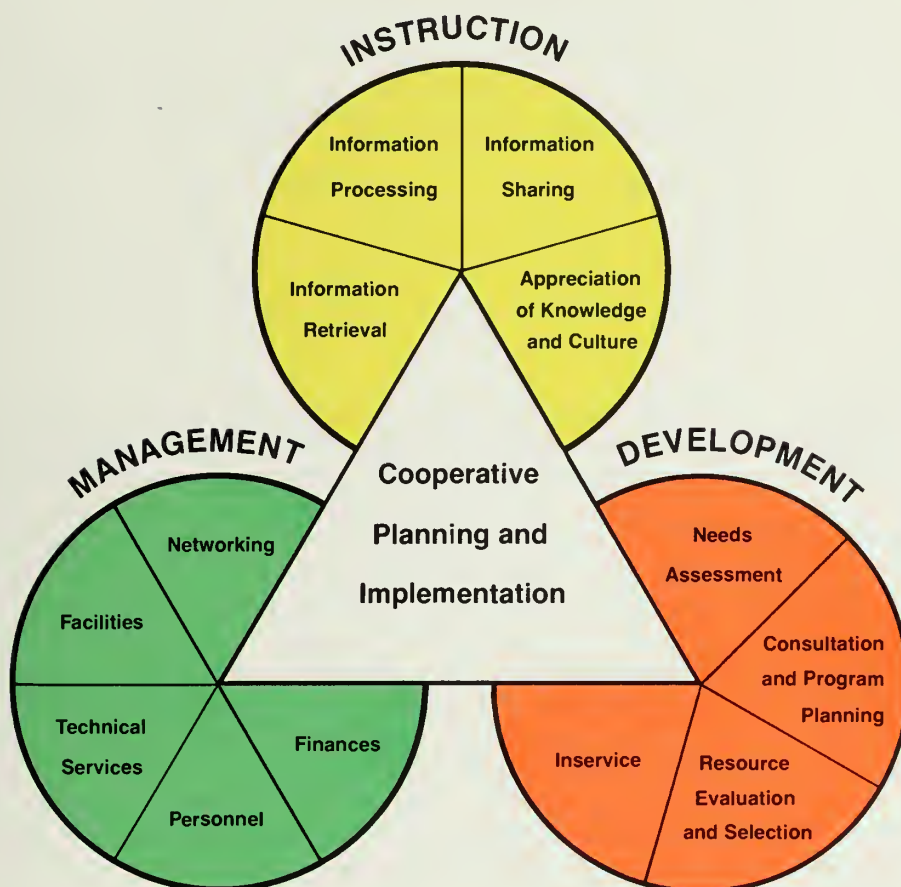 INSTRUCTION
Information
Processing
Information
Sharing
Information
Retrieval
Appreciation
of Knowledge
and Culture
Cooperative
Planning and
Implementation
MANAGEMENT
Networking
Facilities
Technical
Services
Personnel
Finances
DEVELOPMENT
Needs
Assessment
Consultation
and Program
Planning
Resource
Evaluation
and Selection
Inservice